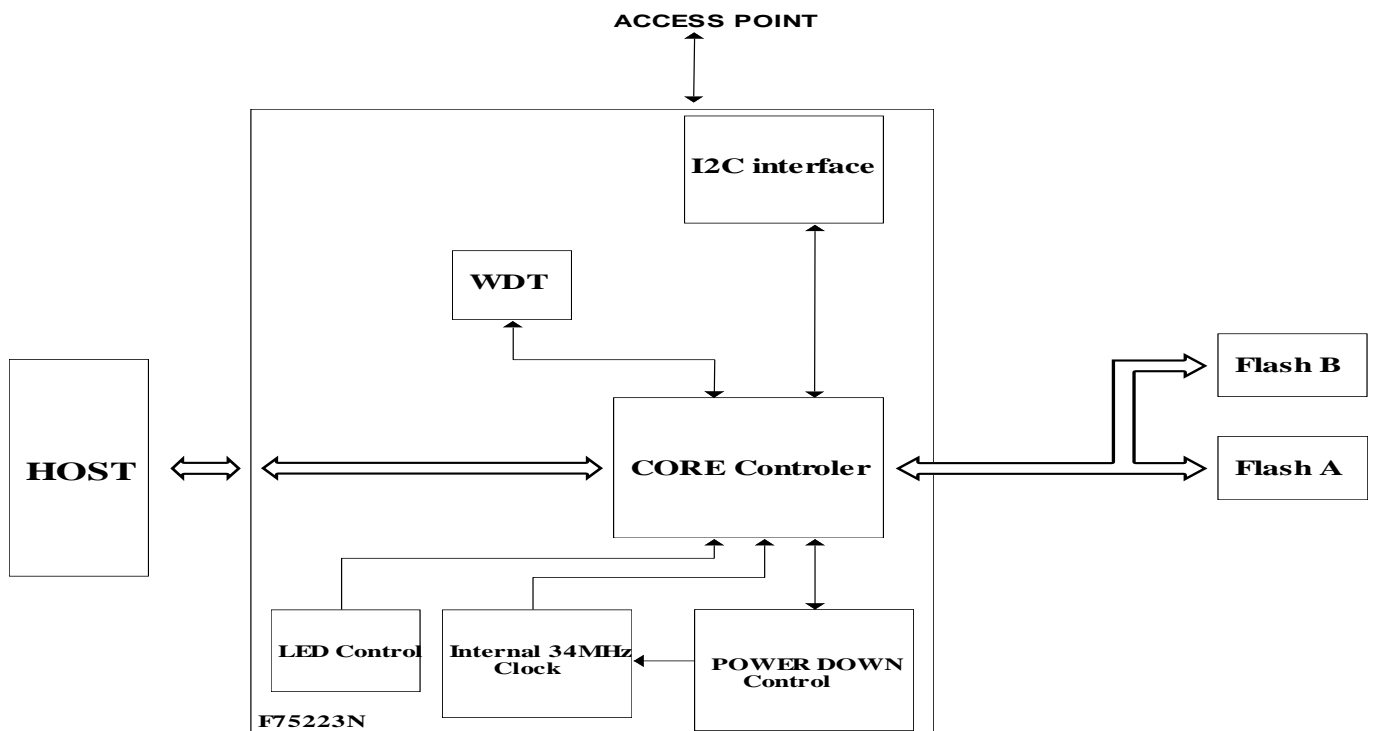 ACCESS POINT
I2C interface
WDT
HOST
CORE Controler
Flash B
Flash A
LED Control
Internal 34MHz
Clock
POWER DOWN
Control
F75223N